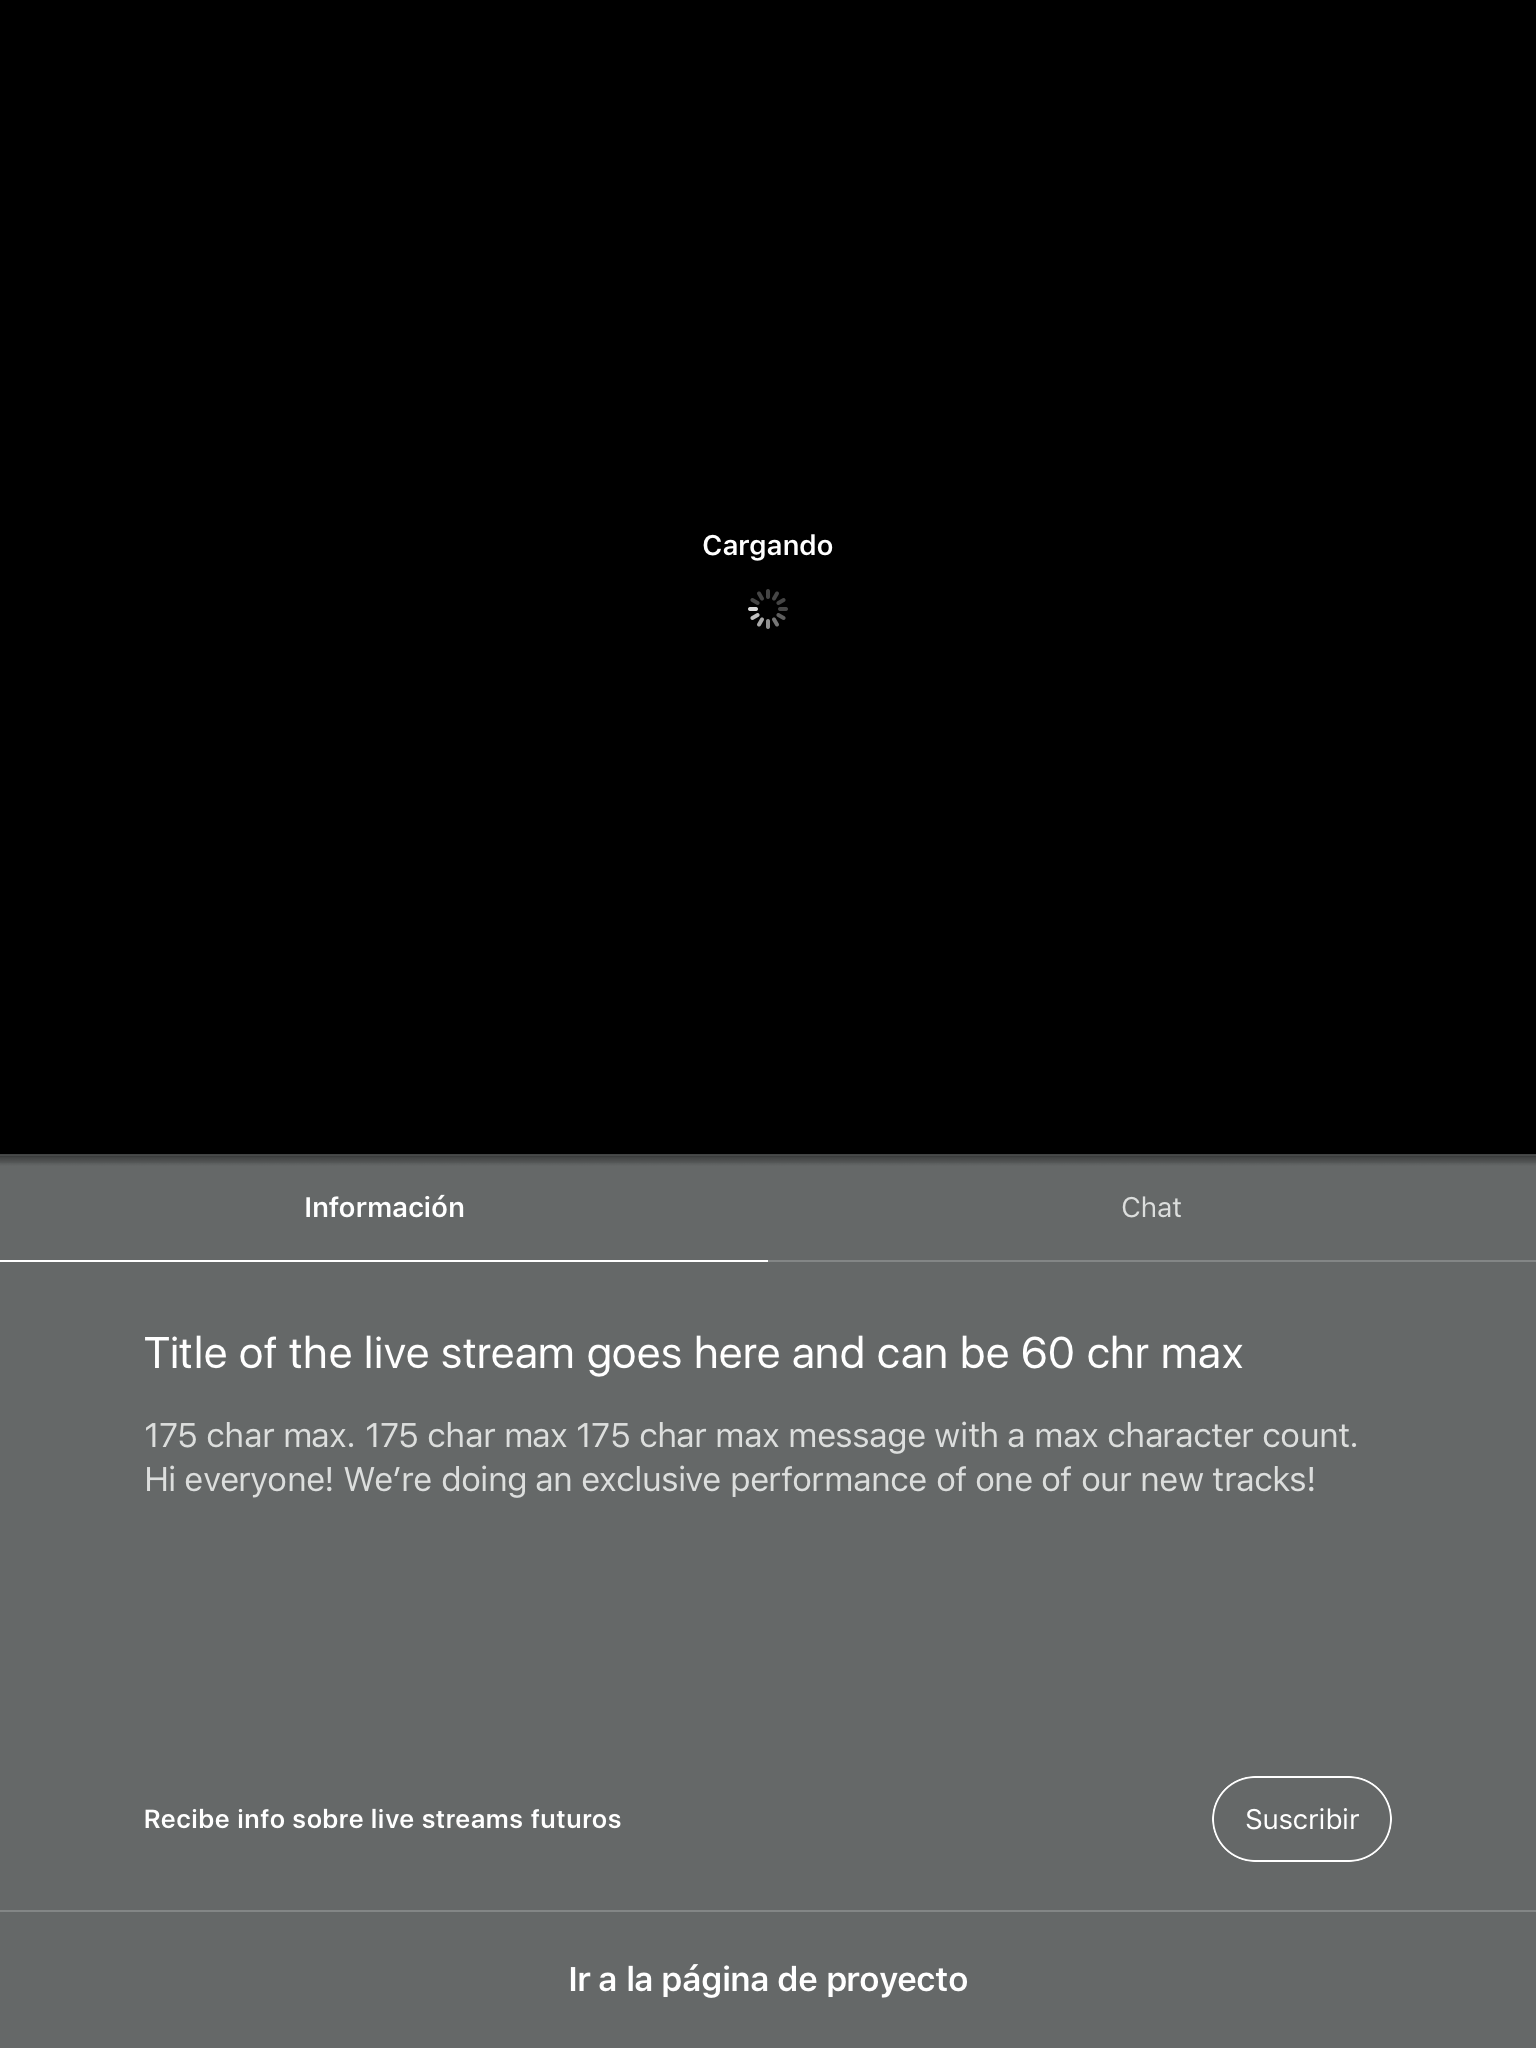 Cargando
Información
Chat
Title of the live stream goes here and can be 60 chr max
175 char max. 175 char max 175 char max message with a max character count.
Hi everyone! We’re doing an exclusive performance of one of our new tracks!
Recibe info sobre live streams futuros
Suscribir
Ir a la página de proyecto